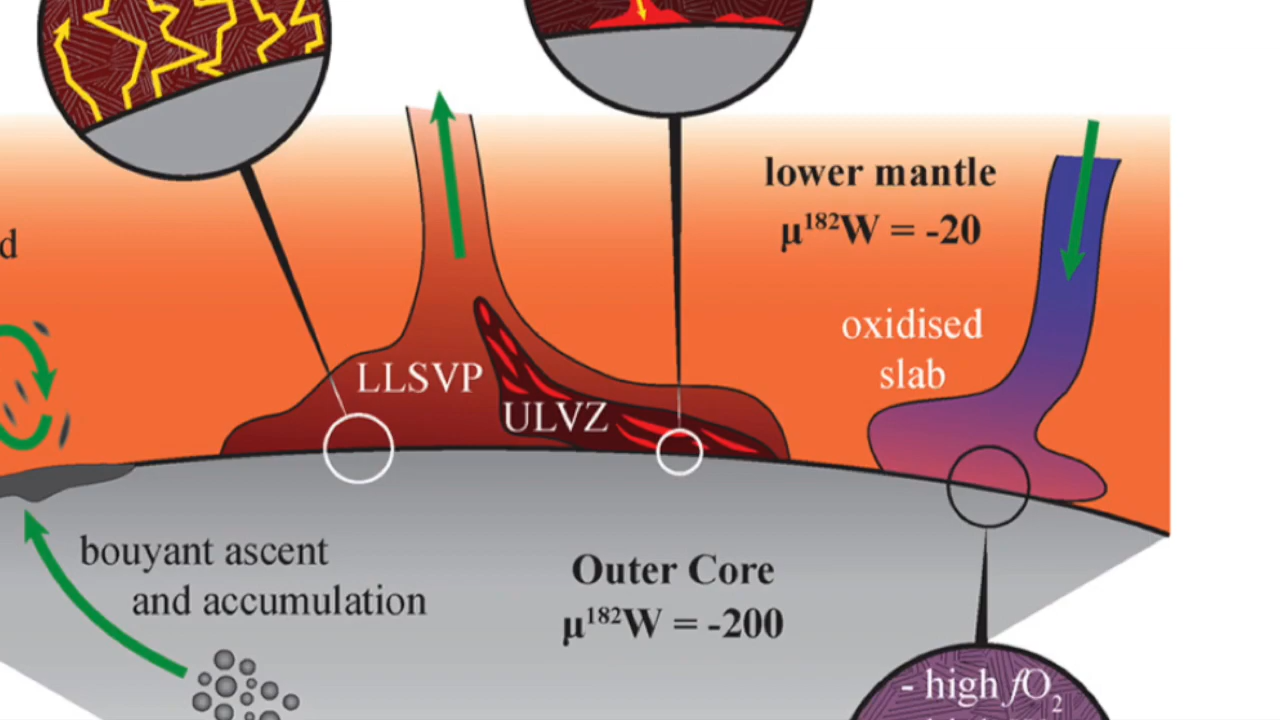 lower mantle
μ¹⁸²W = -20
d
oxidised
slab
LLSVP
ULVZ
bouyant ascent
and accumulation
Outer Core
μ¹⁸²W = -200
- high fO₂